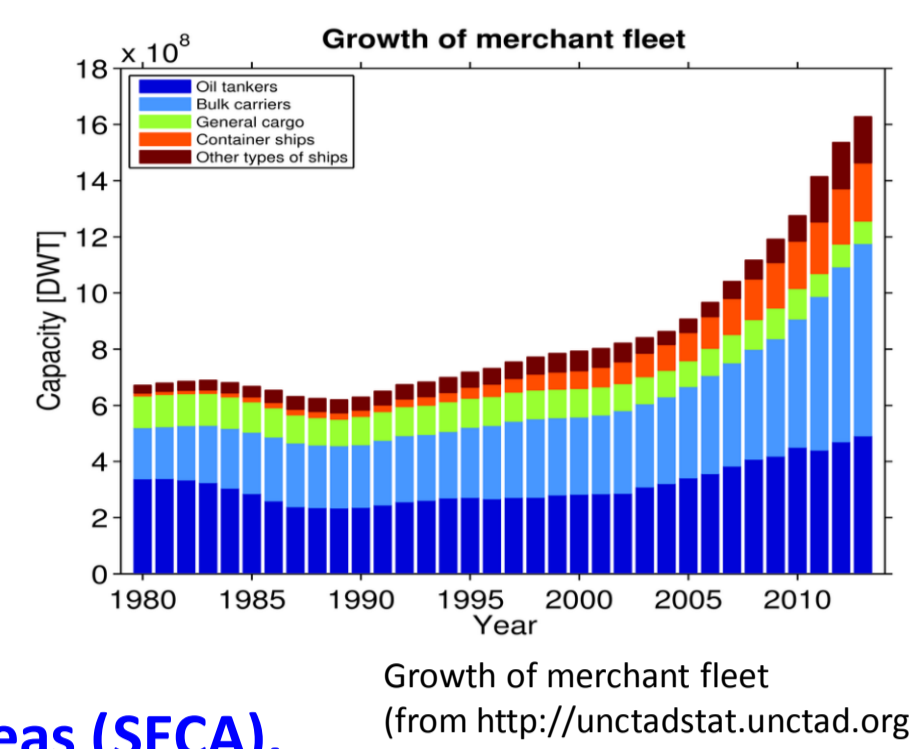 Growth of merchant fleet
x 10^8
Oil tankers
Bulk carriers
General cargo
Container ships
Other types of ships
18
16
14
12
10
8
6
4
2
0
Capacity [DWT]
1980 1985 1990 1995 2000 2005 2010
Year
Growth of merchant fleet
(from http://unctadstat.unctad.org
eas (SECA).